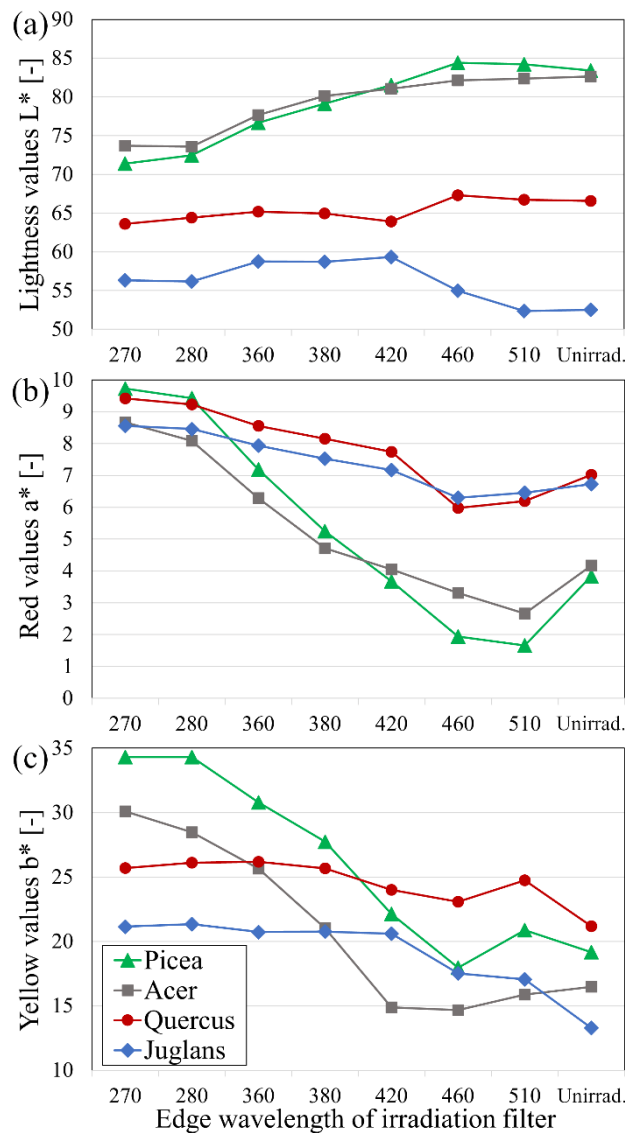 (a)
Lightness values L* [-]
90
85
80
75
70
65
60
55
50
270 280 360 380 420 460 510 Unirrad.
(b)
Red values a* [-]
10
9
8
7
6
5
4
3
2
1
0
270 280 360 380 420 460 510 Unirrad.
(c)
Yellow values b* [-]
35
30
25
20
15
10
Picea
Acer
Quercus
Juglans
270 280 360 380 420 460 510 Unirrad.
Edge wavelength of irradiation filter